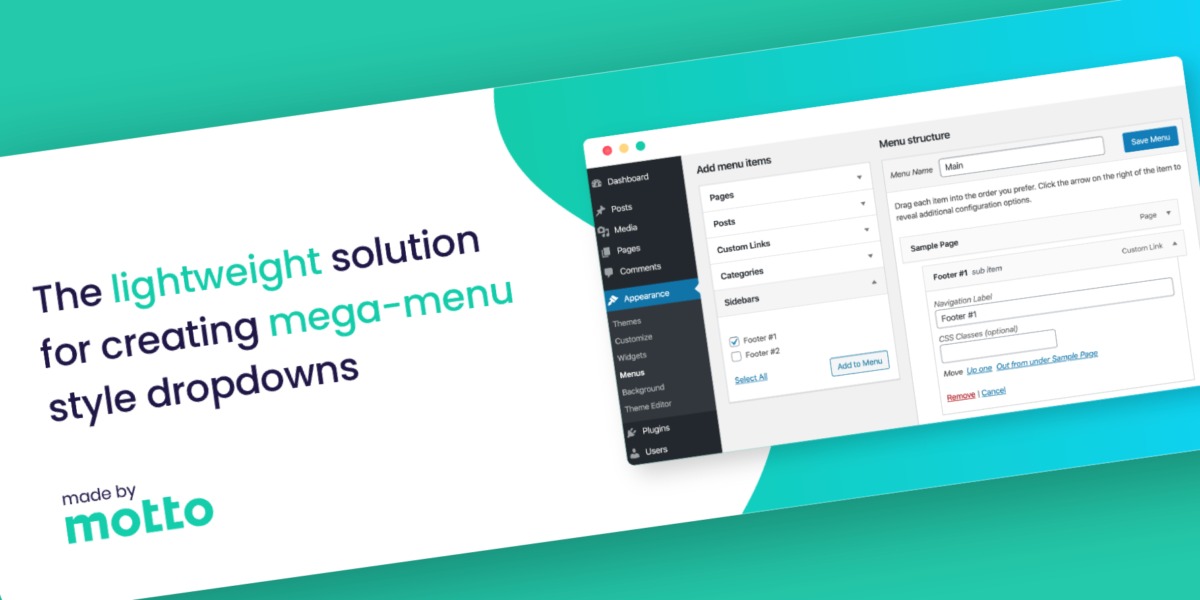 The lightweight solution
for creating mega-menu
style dropdowns
made by
motto
Dashboard
Posts
Media
Pages
Comments
Appearance
Themes
Customize
Widgets
Menus
Background
Theme Editor
Plugins
Users
Add menu items
Pages
Posts
Custom Links
Categories
Sidebars
Footer #1
Footer #2
Select All
Add to Menu
Menu structure
Menu Name
Main
Save Menu
Drag each item into the order you prefer. Click the arrow on the right of the item to
reveal additional configuration options.
Sample Page
Page
Footer #1 sub item
Custom Link
Navigation Label
Footer #1
CSS Classes (optional)
Move Up one Out from under Sample Page
Remove | Cancel